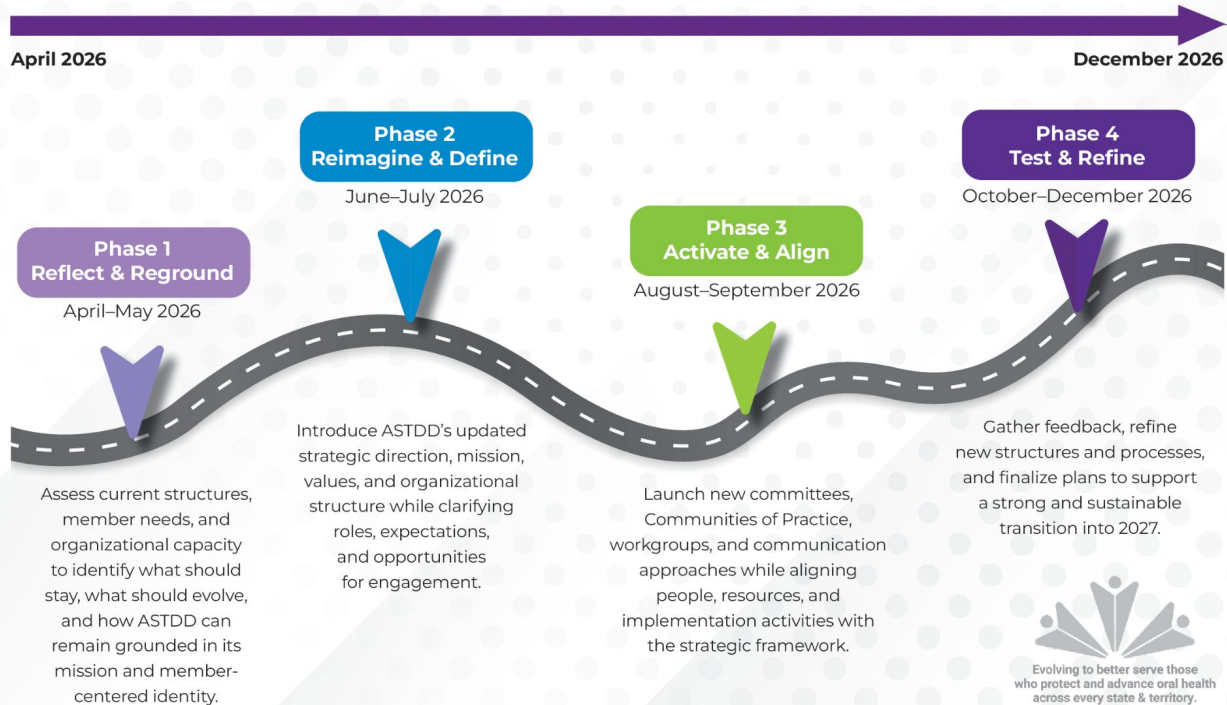 April 2026
December 2026
Phase 1
Reflect & Reground
April–May 2026
Assess current structures,
member needs, and
organizational capacity
to identify what should
stay, what should evolve,
and how ASTDD can
remain grounded in its
mission and member-
centered identity.
Phase 2
Reimagine & Define
June–July 2026
Introduce ASTDD’s updated
strategic direction, mission,
values, and organizational
structure while clarifying
roles, expectations,
and opportunities
for engagement.
Phase 3
Activate & Align
August–September 2026
Launch new committees,
Communities of Practice,
workgroups, and communication
approaches while aligning
people, resources, and
implementation activities with
the strategic framework.
Phase 4
Test & Refine
October–December 2026
Gather feedback, refine
new structures and processes,
and finalize plans to support
a strong and sustainable
transition into 2027.
Evolving to better serve those
who protect and advance oral health
across every state & territory.